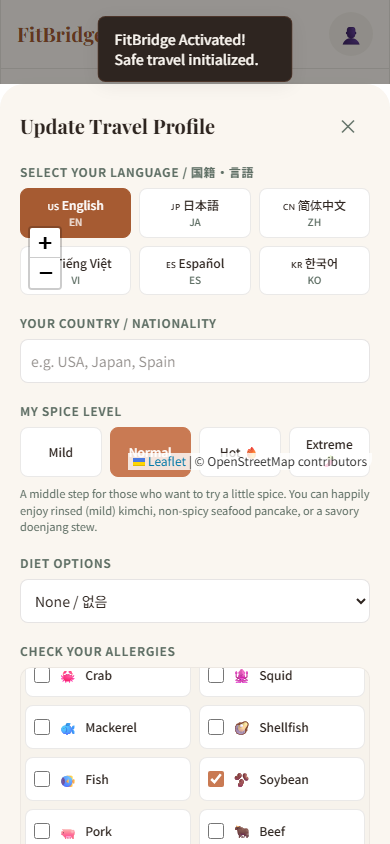 FitBridge
FitBridge Activated!
Safe travel initialized.
Update Travel Profile
SELECT YOUR LANGUAGE / 国籍・言語
US English
EN
JP 日本語
JA
CN 简体中文
ZH
Tiếng Việt
VI
ES Español
ES
KR 한국어
KO
+
−
YOUR COUNTRY / NATIONALITY
e.g. USA, Japan, Spain
MY SPICE LEVEL
Mild
Normal
Hot
Extreme
Leaflet | © OpenStreetMap contributors
A middle step for those who want to try a little spice. You can happily
enjoy rinsed (mild) kimchi, non-spicy seafood pancake, or a savory
doenjang stew.
DIET OPTIONS
None / 없음
CHECK YOUR ALLERGIES
Crab
Squid
Mackerel
Shellfish
Fish
Soybean
Pork
Beef